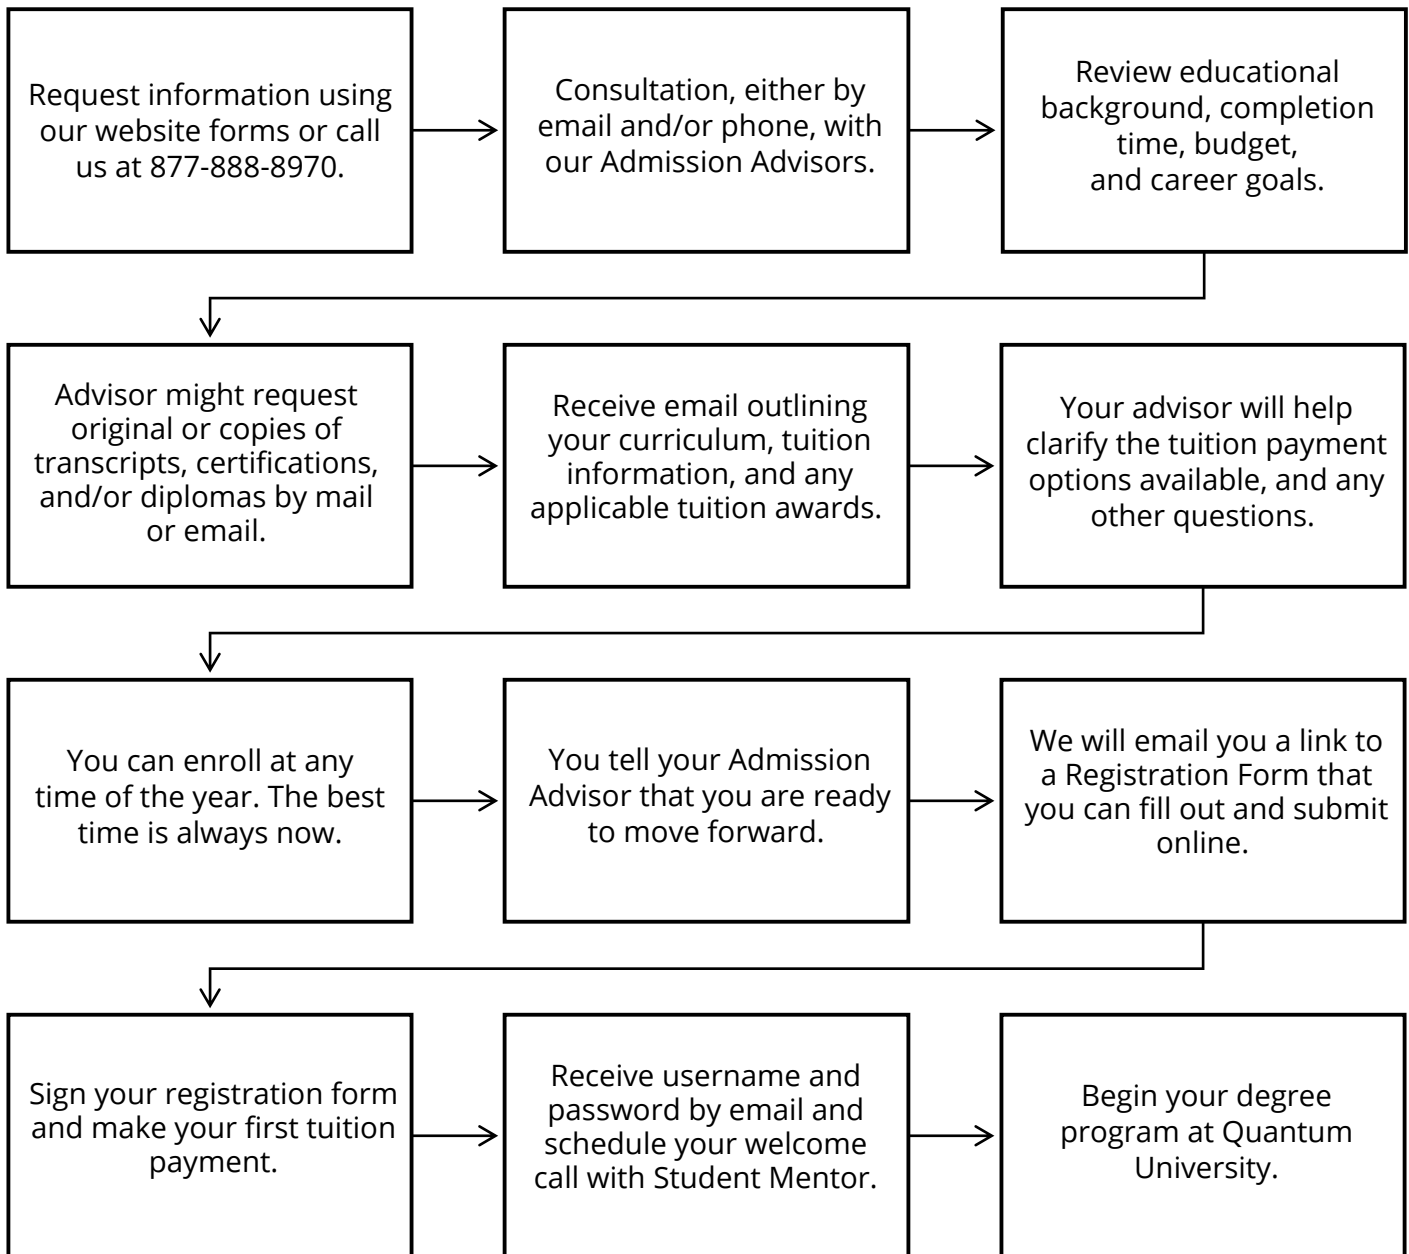 Request information using
our website forms or call
us at 877-888-8970.
Consultation, either by
email and/or phone, with
our Admission Advisors.
Review educational
background, completion
time, budget,
and career goals.
Advisor might request
original or copies of
transcripts, certifications,
and/or diplomas by mail
or email.
Receive email outlining
your curriculum, tuition
information, and any
applicable tuition awards.
Your advisor will help
clarify the tuition payment
options available, and any
other questions.
You can enroll at any
time of the year. The best
time is always now.
You tell your Admission
Advisor that you are ready
to move forward.
We will email you a link to
a Registration Form that
you can fill out and submit
online.
Sign your registration form
and make your first tuition
payment.
Receive username and
password by email and
schedule your welcome
call with Student Mentor.
Begin your degree
program at Quantum
University.